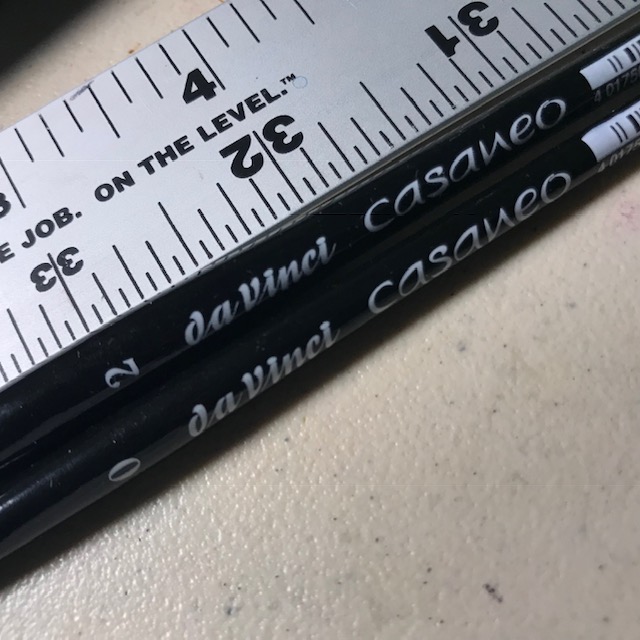 3
4
E JOB. ON THE LEVEL.™
33
32
31
2 da Vinci casaneo
0 da Vinci casaneo